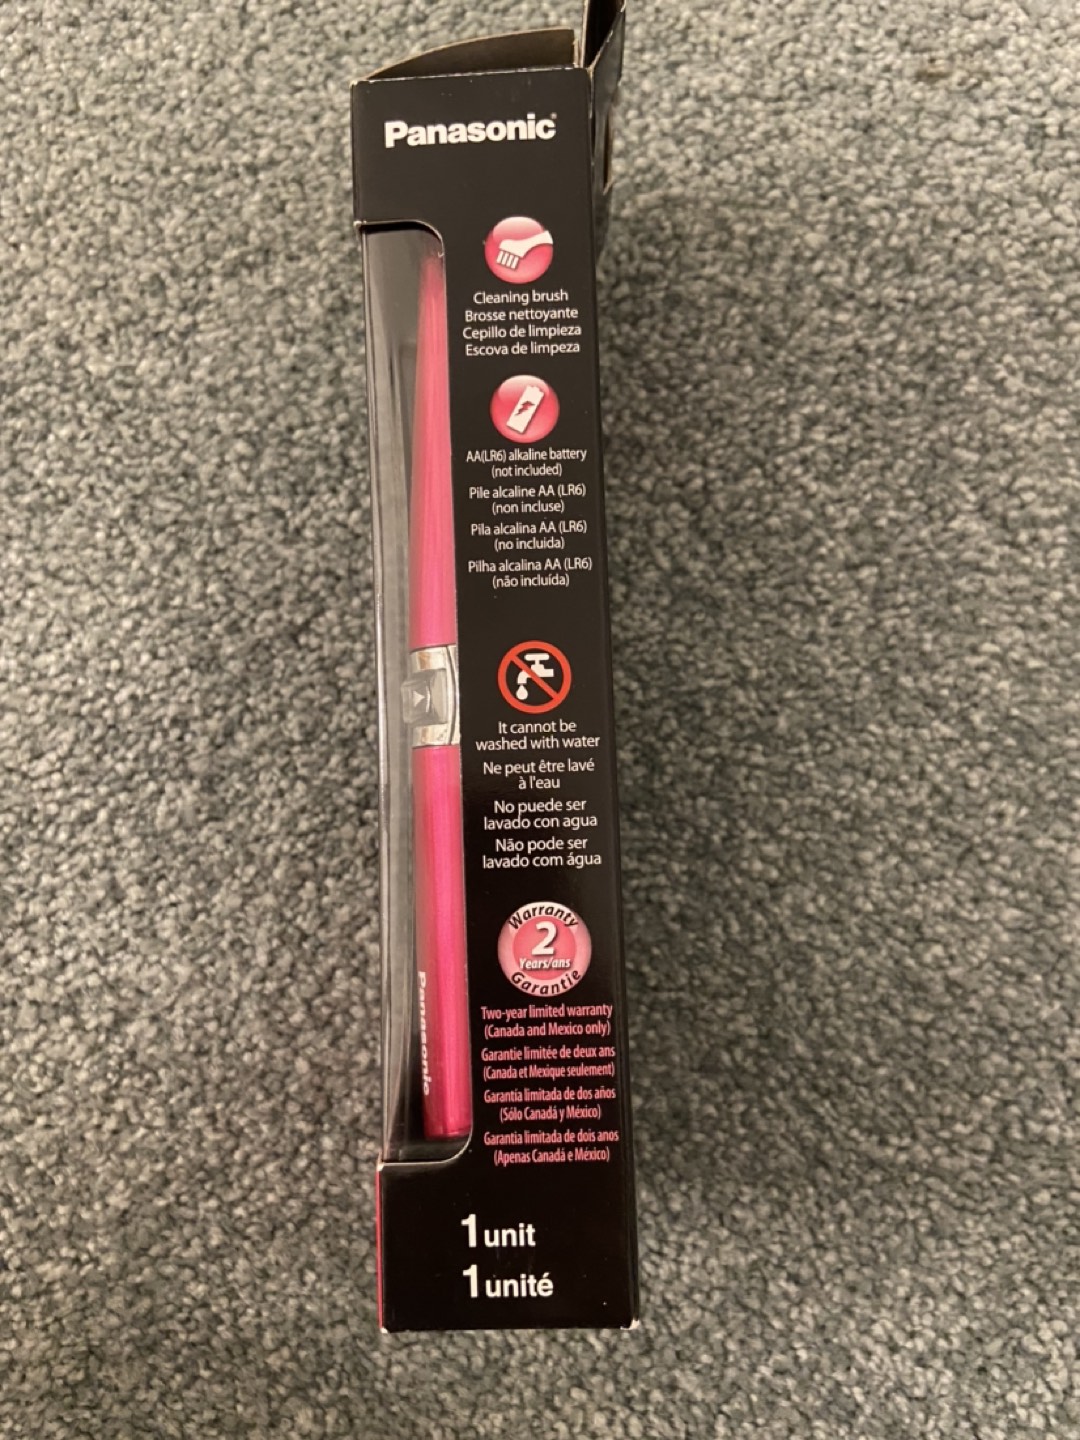 Panasonic
Cleaning brush
Brosse nettoyante
Cepillo de limpieza
Escova de limpeza
AA(LR6) alkaline battery
(not included)
Pile alcaline AA (LR6)
(non incluse)
Pila alcalina AA (LR6)
(no incluida)
Pilha alcalina AA (LR6)
(não incluída)
It cannot be
washed with water
Ne peut être lavé
à l'eau
No puede ser
lavado con agua
Não pode ser
lavado com água
Warranty
2
Years/ans
Garantie
Two-year limited warranty
(Canada and Mexico only)
Garantie limitée de deux ans
(Canada et Mexique seulement)
Garantía limitada de dos años
(Sólo Canadá y México)
Garantia limitada de dois anos
(Apenas Canadá e México)
Panasonic
1 unit
1 unité